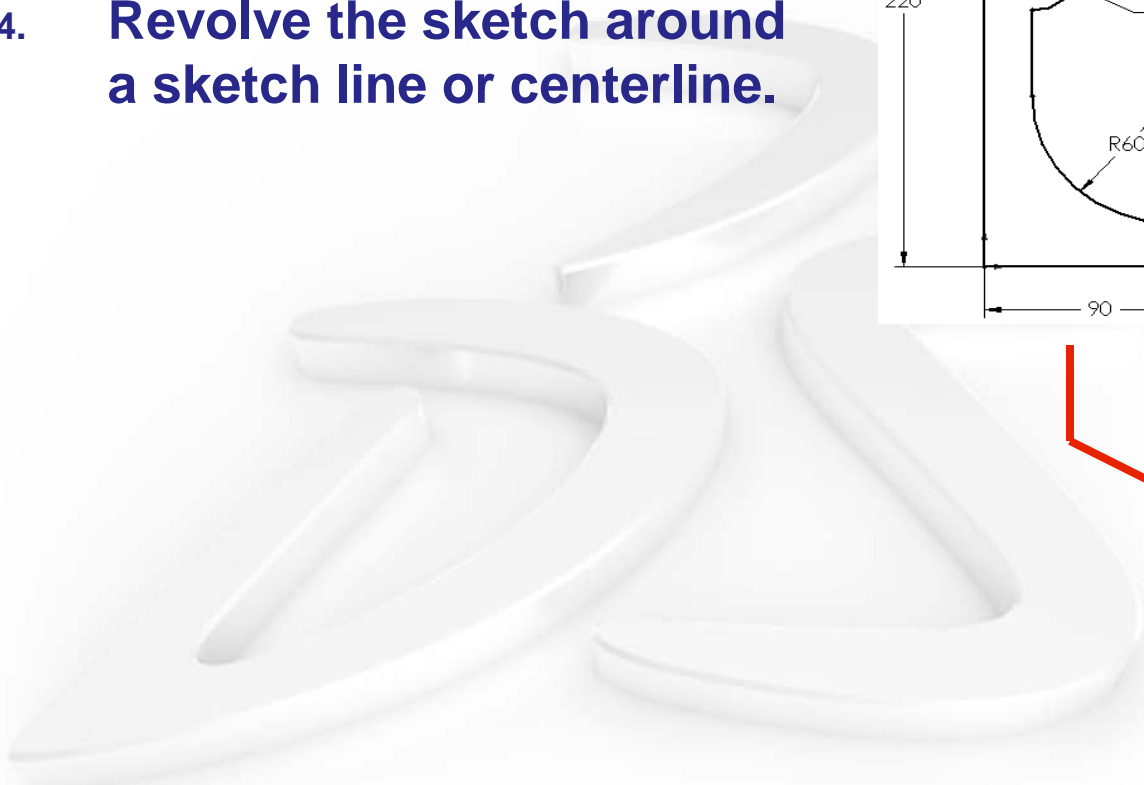 4. Revolve the sketch around
a sketch line or centerline.
220
R60
90